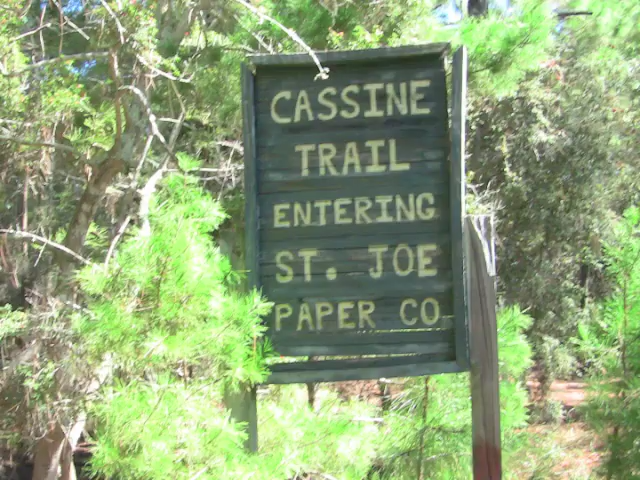 CASSINE
TRAIL
ENTERING
ST. JOE
PAPER CO